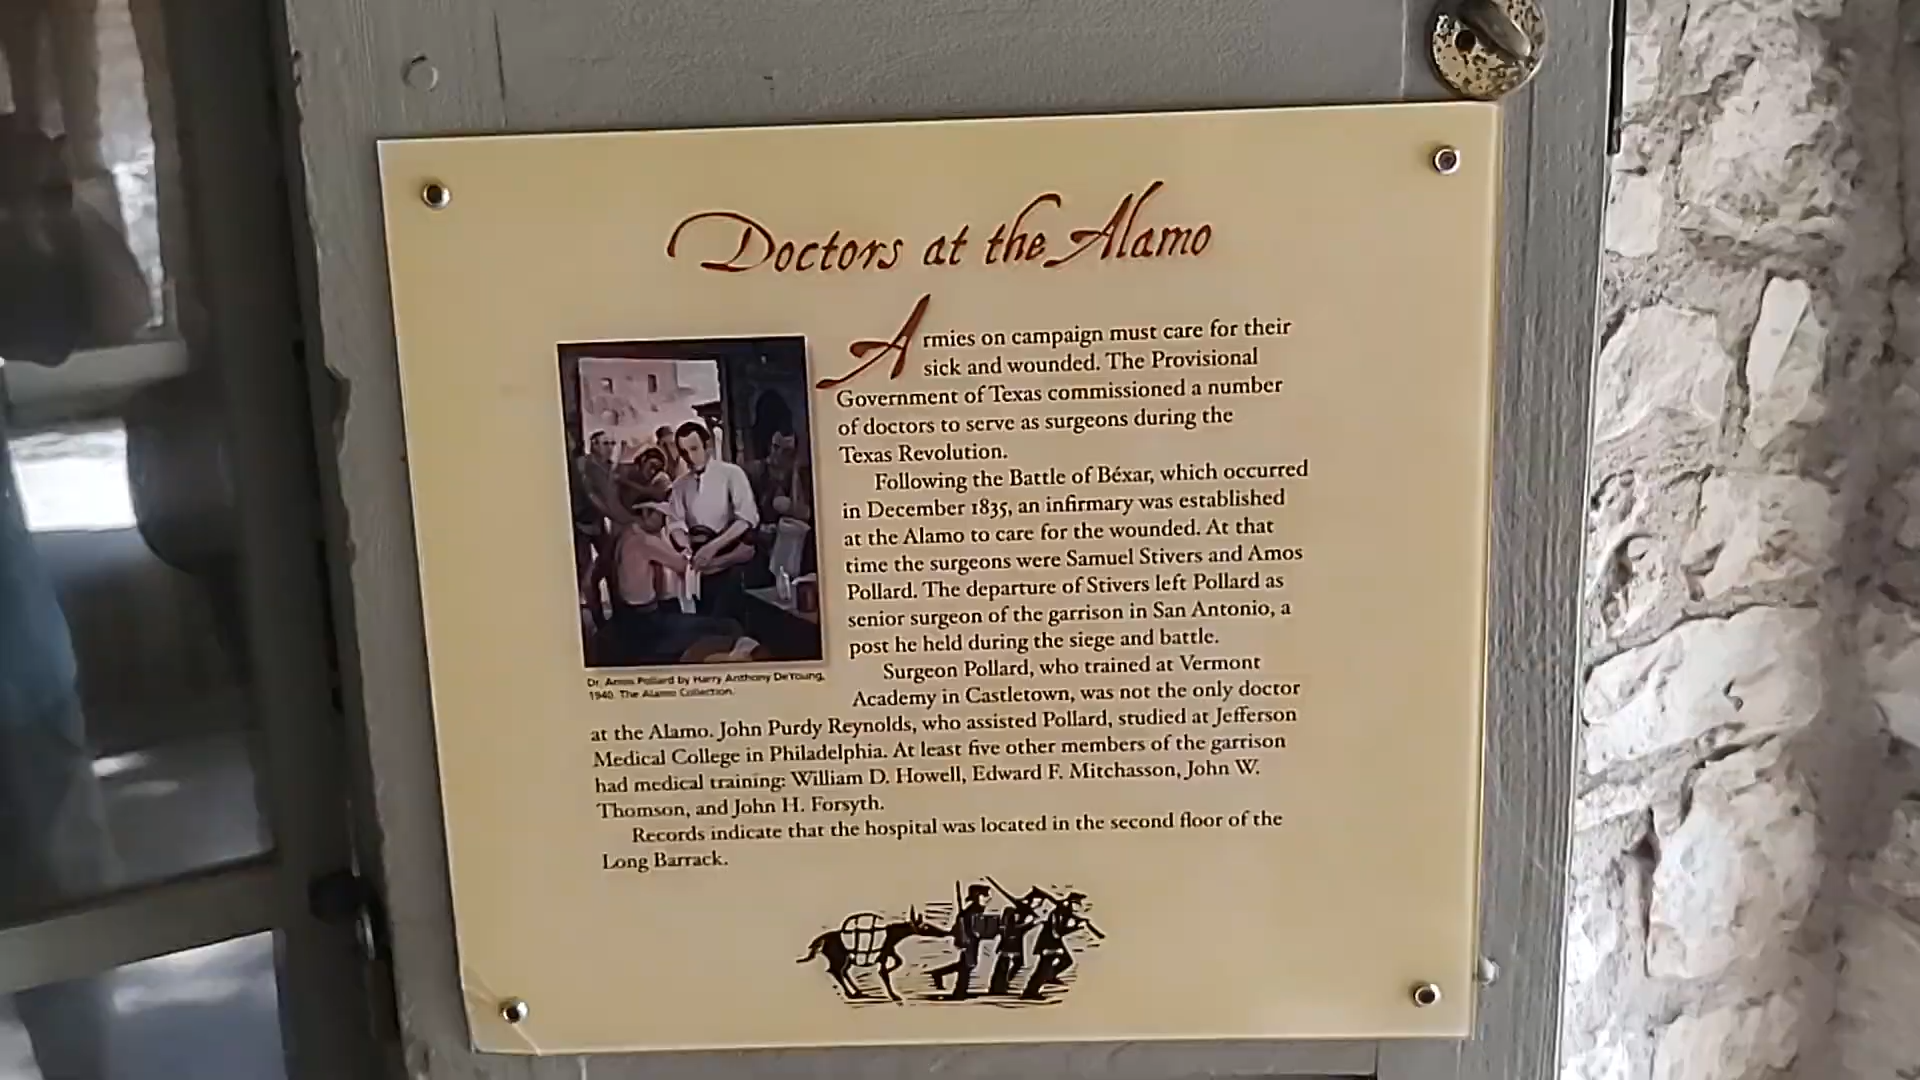 Doctors at the Alamo
Armies on campaign must care for their
sick and wounded. The Provisional
Government of Texas commissioned a number
of doctors to serve as surgeons during the
Texas Revolution.
Following the Battle of Béxar, which occurred
in December 1835, an infirmary was established
at the Alamo to care for the wounded. At that
time the surgeons were Samuel Stivers and Amos
Pollard. The departure of Stivers left Pollard as
senior surgeon of the garrison in San Antonio, a
post he held during the siege and battle.
Surgeon Pollard, who trained at Vermont
Academy in Castletown, was not the only doctor
at the Alamo. John Purdy Reynolds, who assisted Pollard, studied at Jefferson
Medical College in Philadelphia. At least five other members of the garrison
had medical training: William D. Howell, Edward F. Mitchasson, John W.
Thomson, and John H. Forsyth.
Records indicate that the hospital was located in the second floor of the
Long Barrack.
Dr. Amos Pollard by Harry Anthony DeYoung,
1940. The Alamo Collection.